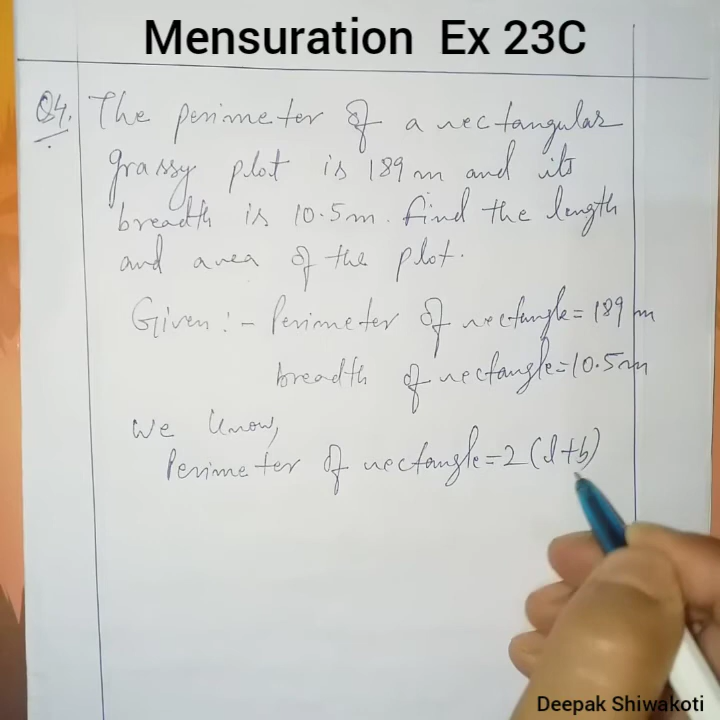 Mensuration Ex 23C
Q4. The perimeter of a rectangular
grassy plot is 189 m and its
breadth is 10.5m. find the length
and area of the plot.
Given :- Perimeter of rectangle = 189 m
breadth of rectangle = 10.5m
We know,
Perimeter of rectangle = 2 (l+b)
Deepak Shiwakoti